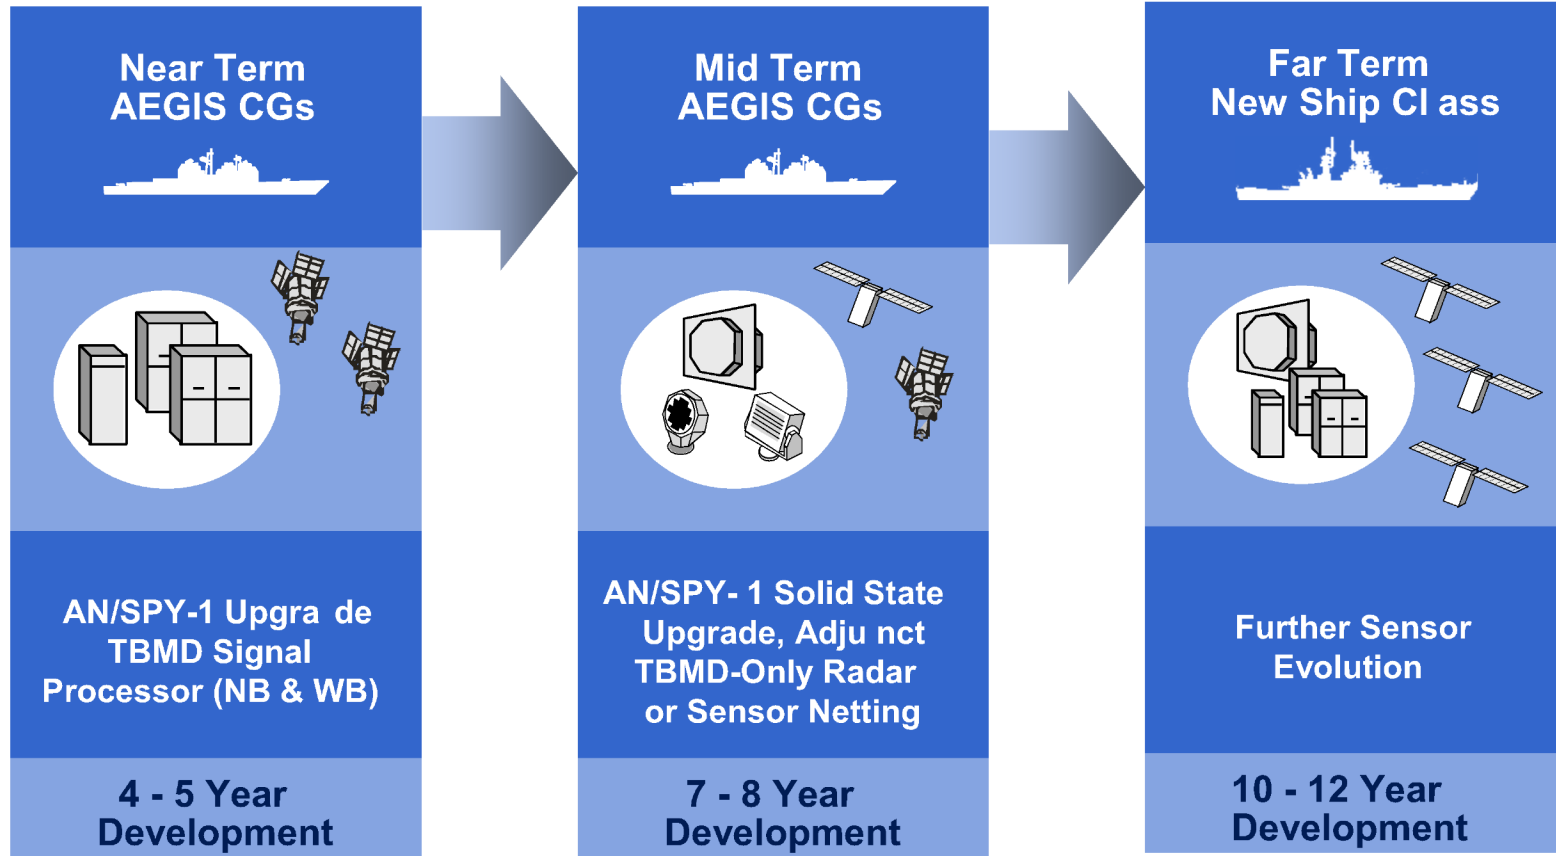 Near Term
AEGIS CGs
AN/SPY-1 Upgra de
TBMD Signal
Processor (NB & WB)
4 - 5 Year
Development
Mid Term
AEGIS CGs
AN/SPY- 1 Solid State
Upgrade, Adju nct
TBMD-Only Radar
or Sensor Netting
7 - 8 Year
Development
Far Term
New Ship Cl ass
Further Sensor
Evolution
10 - 12 Year
Development